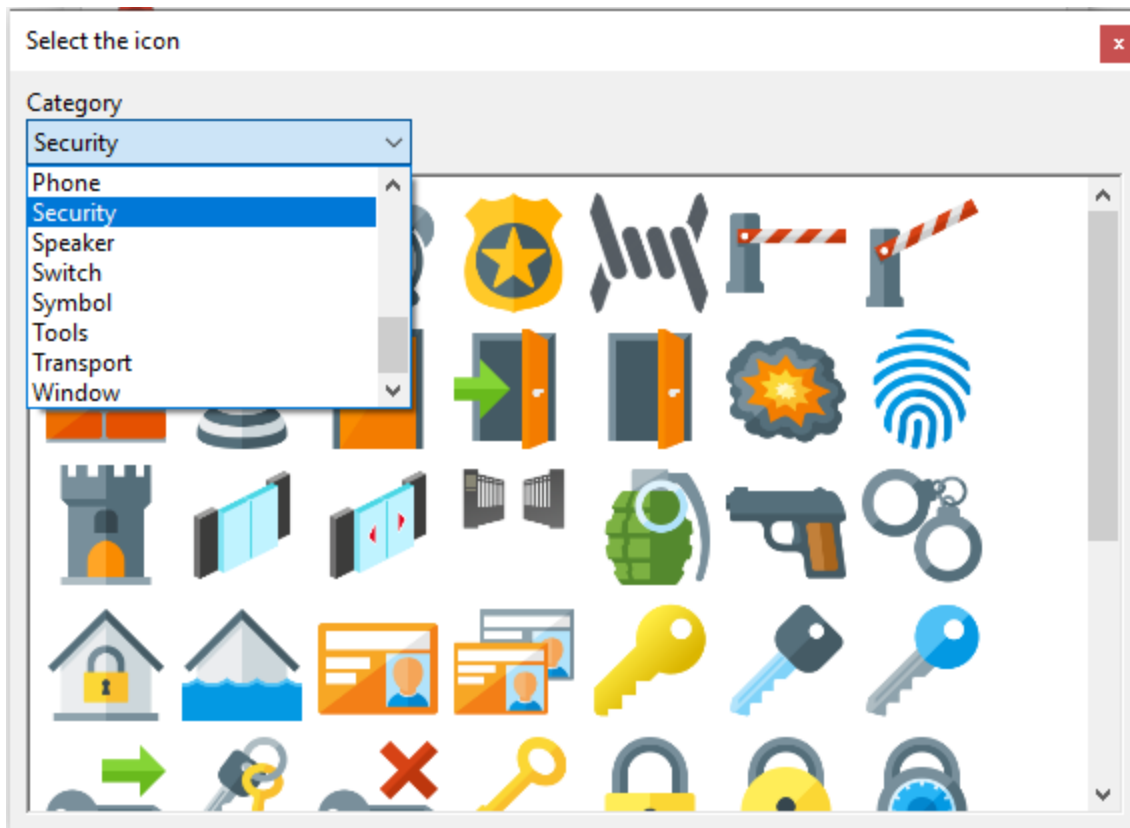 Select the icon
x
Category
Security
Phone
Security
Speaker
Switch
Symbol
Tools
Transport
Window